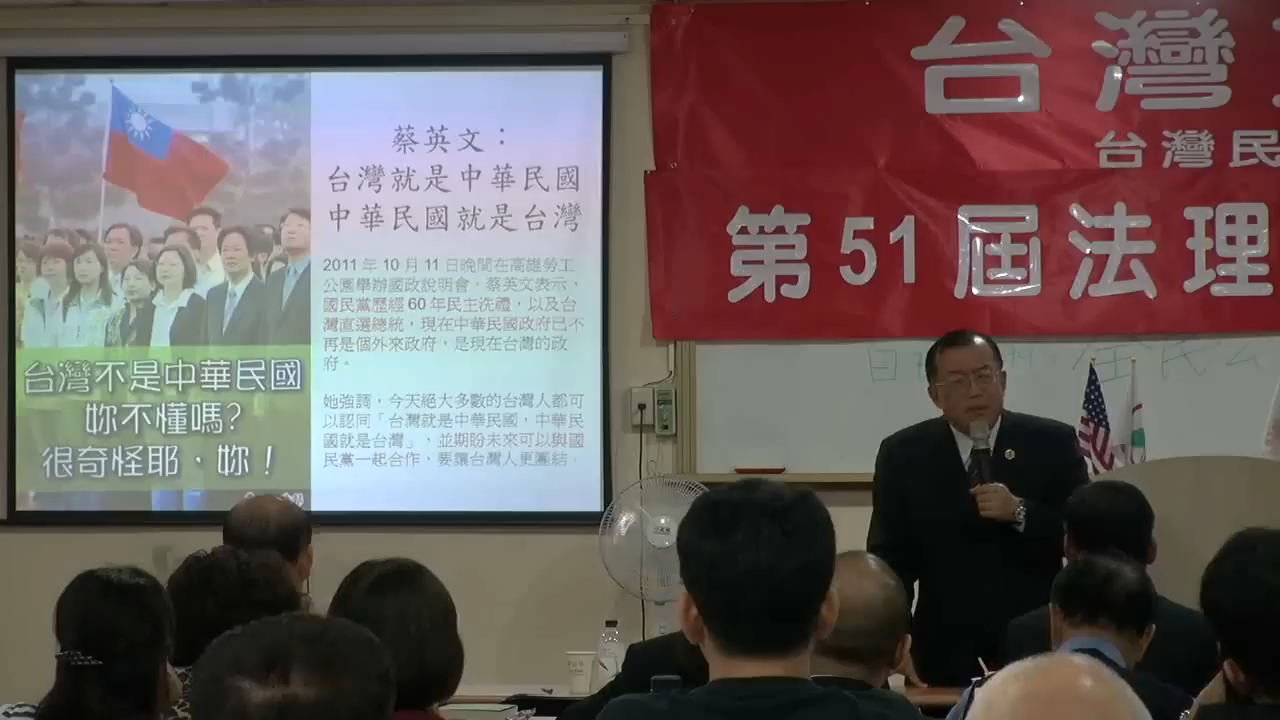 蔡英文：
台灣就是中華民國
中華民國就是台灣
2011 年 10 月 11 日晚間在高雄勞工
公園舉辦國政說明會。蔡英文表示，
國民黨歷經 60 年民主洗禮，以及台
灣直選總統，現在中華民國政府已不
再是個外來政府，是現在台灣的政
府。
她強調，今天絕大多數的台灣人都可
以認同「台灣就是中華民國，中華民
國就是台灣」，並期盼未來可以與國
民黨一起合作，要讓台灣人更團結。
台灣不是中華民國
妳不懂嗎?
很奇怪耶，妳！
台灣
台灣民
第51屆法理
日
住民公